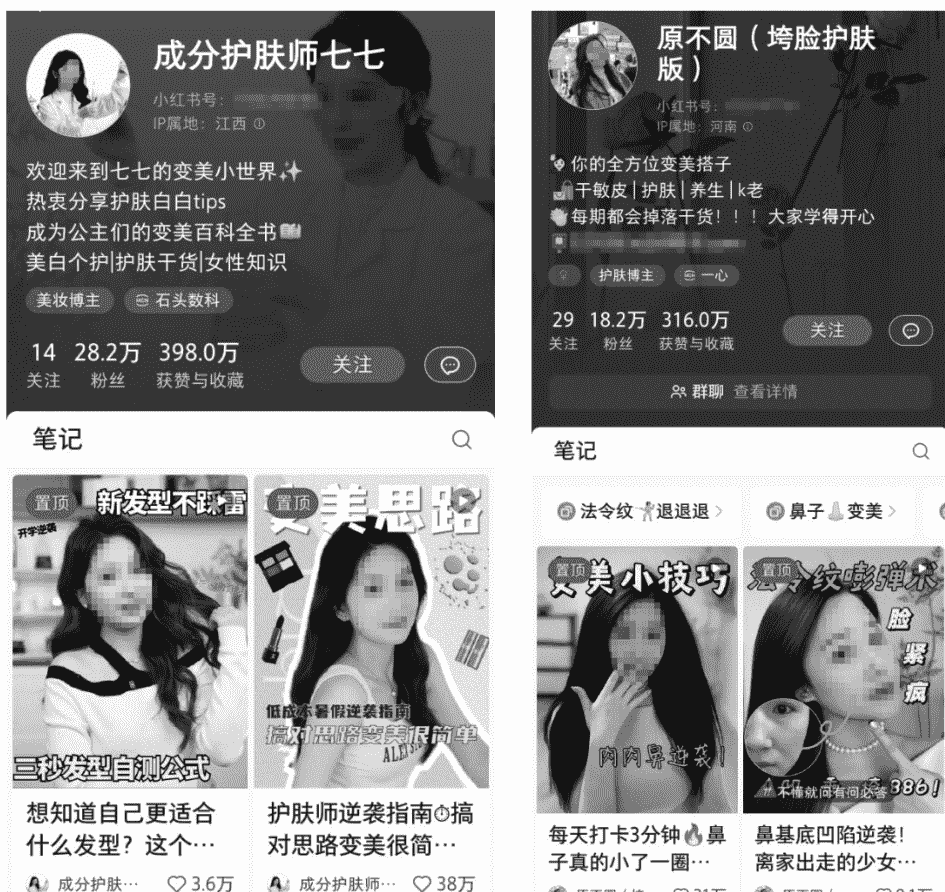 成分护肤师七七
小红书号:
IP属地: 江西
欢迎来到七七的变美小世界✨
热衷分享护肤白白tips
成为公主们的变美百科全书📖
美白个护|护肤干货|女性知识
美妆博主
石头数科
14 28.2万 398.0万
关注 粉丝 获赞与收藏
关注
笔记
置顶
新发型不踩雷
开学逆袭
三秒发型自测公式
想知道自己更适合
什么发型?这个…
成分护肤…
3.6万
置顶
变美思路
低成本暑假逆袭指南
搞对思路变美很简单
护肤师逆袭指南⏱搞
对思路变美很简…
成分护肤师…
38万
原不圆(垮脸护肤
版)
小红书号:
IP属地: 河南
你的全方位变美搭子
干敏皮 | 护肤 | 养生 | k老
👏每期都会掉落干货!!!大家学得开心
护肤博主
一心
29 18.2万 316.0万
关注 粉丝 获赞与收藏
关注
群聊 查看详情
笔记
法令纹退退退 >
鼻子👃变美 >
置顶
变美小技巧
肉肉鼻逆袭!
每天打卡3分钟🔥鼻
子真的小了一圈…
置顶
法令纹嘭弹术
脸
紧
疯
不懂就问有问必答
886!
鼻基底凹陷逆袭!
离家出走的少女…